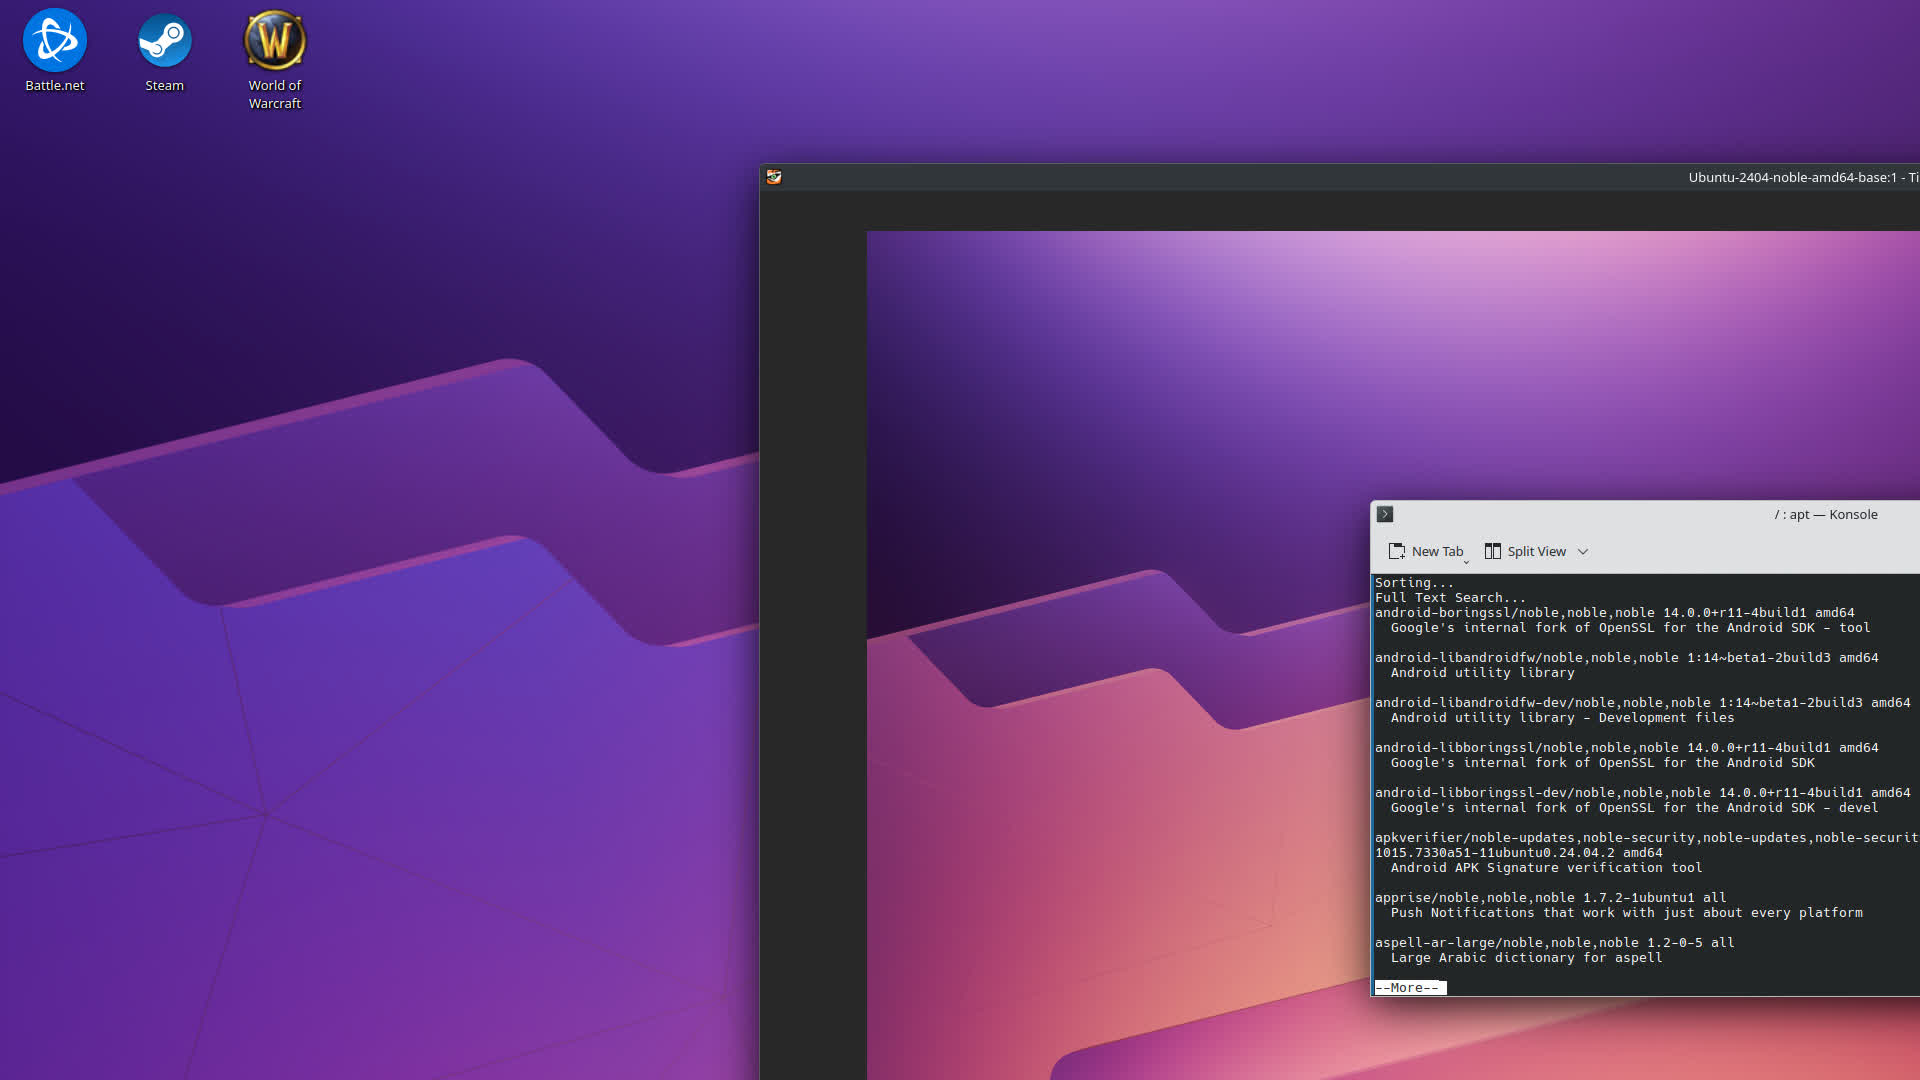 Battle.net
Steam
World of
Warcraft
Ubuntu-2404-noble-amd64-base:1 - Ti
/ : apt — Konsole
New Tab
Split View
Sorting...
Full Text Search...
android-boringssl/noble,noble,noble 14.0.0+r11-4build1 amd64
Google's internal fork of OpenSSL for the Android SDK - tool
android-libandroidfw/noble,noble,noble 1:14~beta1-2build3 amd64
Android utility library
android-libandroidfw-dev/noble,noble,noble 1:14~beta1-2build3 amd64
Android utility library - Development files
android-libboringssl/noble,noble,noble 14.0.0+r11-4build1 amd64
Google's internal fork of OpenSSL for the Android SDK
android-libboringssl-dev/noble,noble,noble 14.0.0+r11-4build1 amd64
Google's internal fork of OpenSSL for the Android SDK - devel
apkverifier/noble-updates,noble-security,noble-updates,noble-securit
1015.7330a51-11ubuntu0.24.04.2 amd64
Android APK Signature verification tool
apprise/noble,noble,noble 1.7.2-1ubuntu1 all
Push Notifications that work with just about every platform
aspell-ar-large/noble,noble,noble 1.2-0-5 all
Large Arabic dictionary for aspell
--More--